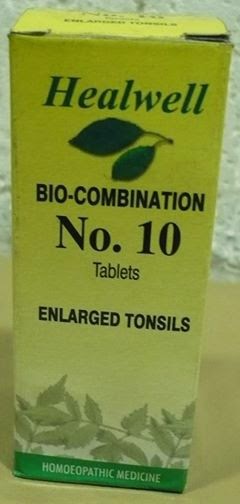 ENLARGED TONSILS
Healwell
BIO-COMBINATION
No. 10
Tablets
ENLARGED TONSILS
HOMOEOPATHIC MEDICINE